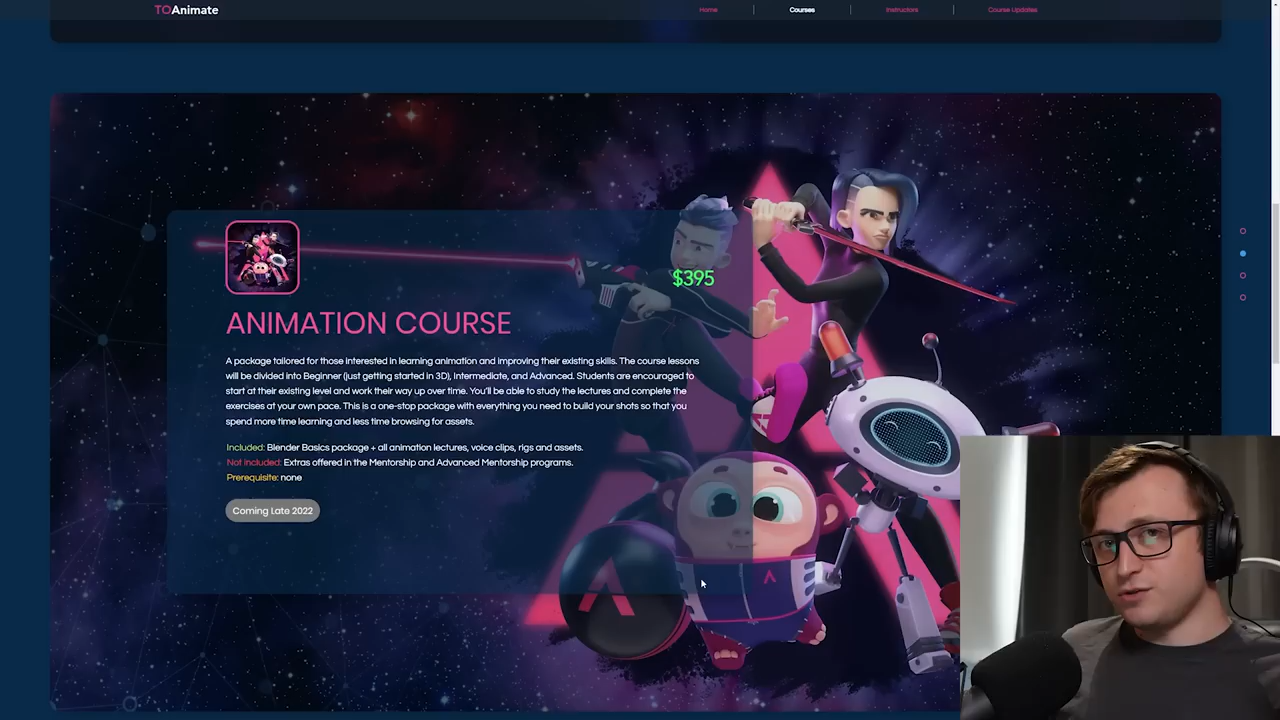 TOAnimate
Home
Courses
Instructors
Course Updates
$395
ANIMATION COURSE
A package tailored for those interested in learning animation and improving their existing skills. The course lessons
will be divided into Beginner (just getting started in 3D), Intermediate, and Advanced. Students are encouraged to
start at their existing level and work their way up over time. You'll be able to study the lectures and complete the
exercises at your own pace. This is a one-stop package with everything you need to build your shots so that you
spend more time learning and less time browsing for assets.
Included: Blender Basics package + all animation lectures, voice clips, rigs and assets.
Not included: Extras offered in the Mentorship and Advanced Mentorship programs.
Prerequisite: none
Coming Late 2022